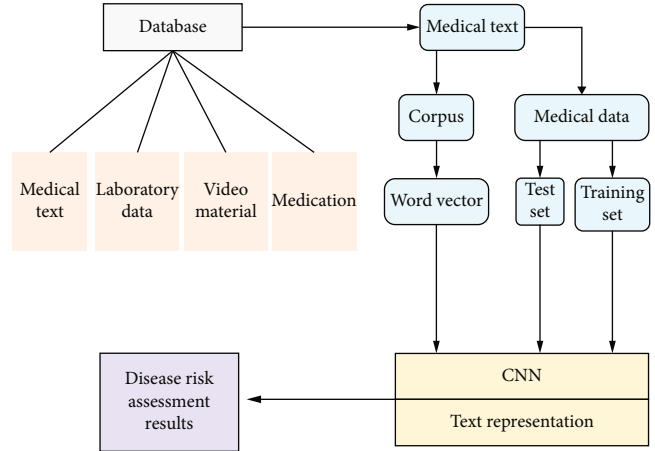 Database
Medical text
Corpus
Medical data
Medical
text
Laboratory
data
Video
material
Medication
Word vector
Test
set
Training
set
Disease risk
assessment
results
CNN
Text representation